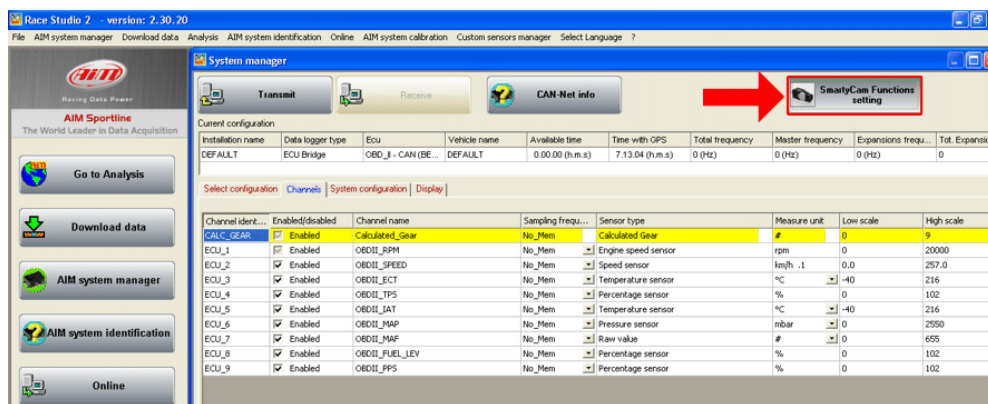 Race Studio 2 - version: 2.30.20
File AIM system manager Download data Analysis AIM system identification Online AIM system calibration Custom sensors manager Select Language ?
AiM
Racing Data Power
AIM Sportline
The World Leader in Data Acquisition
Go to Analysis
Download data
AIM system manager
AIM system identification
Online
System manager
Transmit Receive CAN-Net info SmartyCam Functions
setting
Current configuration
Installation name Data logger type Ecu Vehicle name Available time Time with GPS Total frequency Master frequency Expansions frequ... Tot. Expansio
DEFAULT ECU Bridge OBD_II - CAN (BE... DEFAULT 0.00.00 (h.m.s) 7.13.04 (h.m.s) 0 (Hz) 0 (Hz) 0 (Hz) 0
Select configuration Channels System configuration Display
Channel ident... Enabled/disabled Channel name Sampling frequ... Sensor type Measure unit Low scale High scale
CALC_GEAR Enabled Calculated_Gear No_Mem Calculated Gear # 0 9
ECU_1 Enabled OBDII_RPM No_Mem Engine speed sensor rpm 0 20000
ECU_2 Enabled OBDII_SPEED No_Mem Speed sensor km/h .1 0.0 257.0
ECU_3 Enabled OBDII_ECT No_Mem Temperature sensor °C -40 216
ECU_4 Enabled OBDII_TPS No_Mem Percentage sensor % 0 102
ECU_5 Enabled OBDII_IAT No_Mem Temperature sensor °C -40 216
ECU_6 Enabled OBDII_MAP No_Mem Pressure sensor mbar 0 2550
ECU_7 Enabled OBDII_MAF No_Mem Raw value # 0 655
ECU_8 Enabled OBDII_FUEL_LEV No_Mem Percentage sensor % 0 102
ECU_9 Enabled OBDII_PPS No_Mem Percentage sensor % 0 102